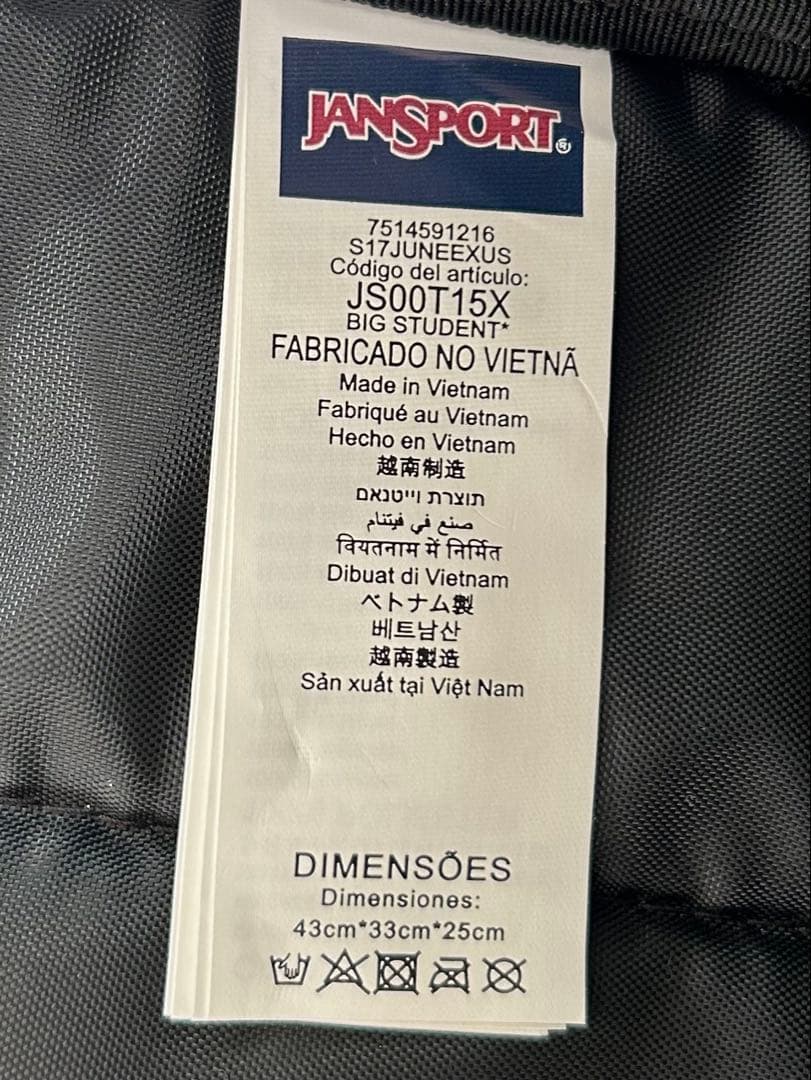 JANSPORT®
7514591216
S17JUNEEXUS
Código del artículo:
JS00T15X
BIG STUDENT*
FABRICADO NO VIETNÃ
Made in Vietnam
Fabriqué au Vietnam
Hecho en Vietnam
越南制造
תוצרת וייטנאם
صنع في فيتنام
वियतनाम में निर्मित
Dibuat di Vietnam
ベトナム製
베트남산
越南製造
Sản xuất tại Việt Nam
DIMENSÕES
Dimensiones:
43cm*33cm*25cm